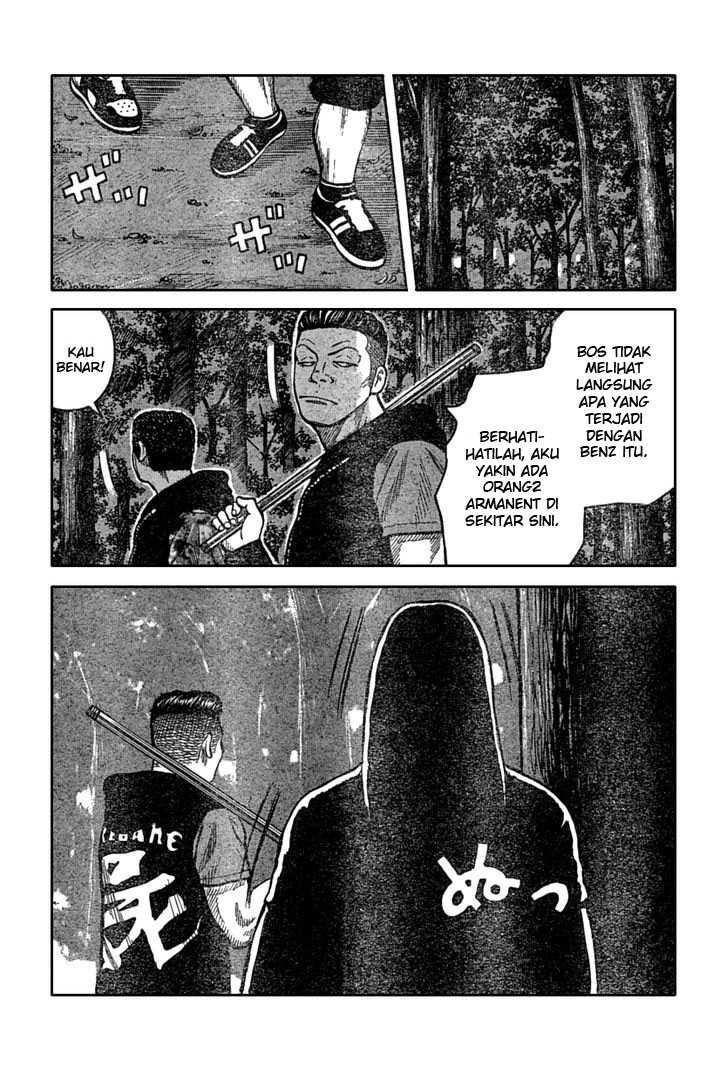 ザッ
ザッ
BOS TIDAK
MELIHAT
LANGSUNG
APA YANG
TERJADI
DENGAN
BENZ ITU.
BERHATI-
HATILAH, AKU
YAKIN ADA
ORANG2
ARMANENT DI
SEKITAR SINI.
KAU
BENAR!
ぬっ